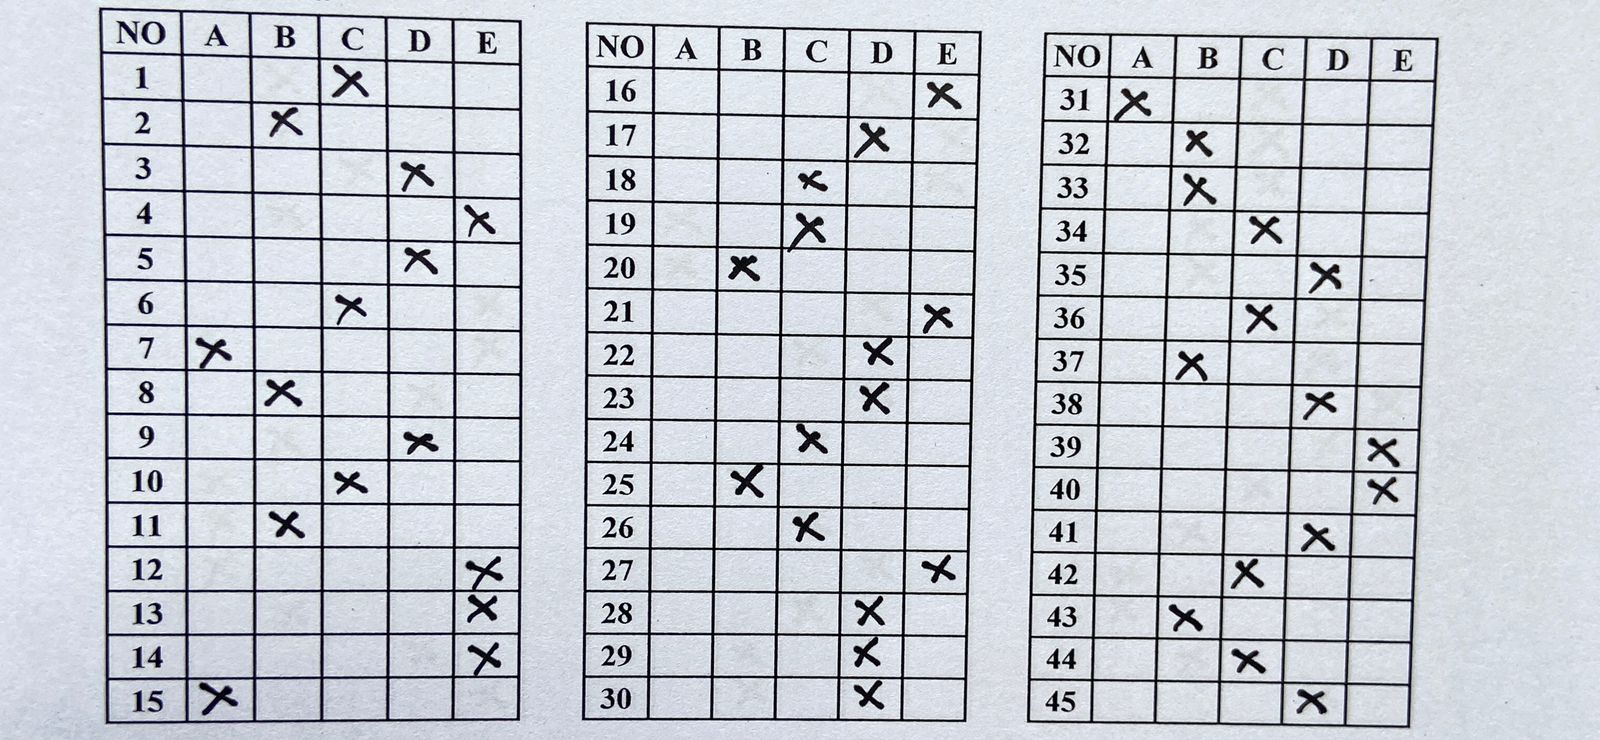 NO A B C D E
1 X
2 X
3 X
4 X
5 X
6 X
7 X
8 X
9 X
10 X
11 X
12 X
13 X
14 X
15 X
NO A B C D E
16 X
17 X
18 X
19 X
20 X
21 X
22 X
23 X
24 X
25 X
26 X
27 X
28 X
29 X
30 X
NO A B C D E
31 X
32 X
33 X
34 X
35 X
36 X
37 X
38 X
39 X
40 X
41 X
42 X
43 X
44 X
45 X